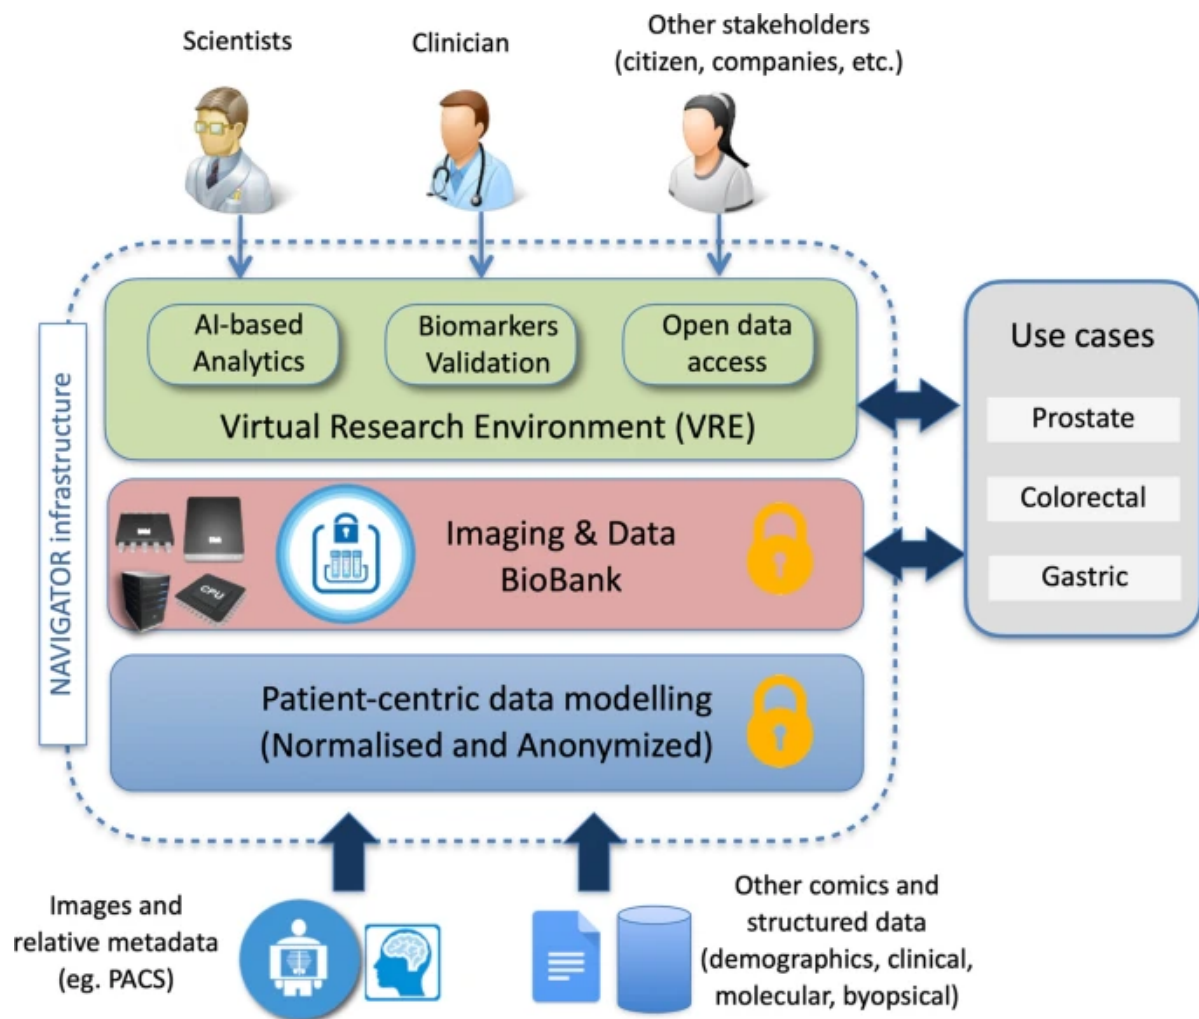 Scientists
Clinician
Other stakeholders
(citizen, companies, etc.)
AI-based
Analytics
Biomarkers
Validation
Open data
access
Virtual Research Environment (VRE)
Use cases
Prostate
Colorectal
Gastric
NAVIGATOR infrastructure
CPU
Imaging & Data
BioBank
Patient-centric data modelling
(Normalised and Anonymized)
Images and
relative metadata
(eg. PACS)
Other comics and
structured data
(demographics, clinical,
molecular, byopsical)